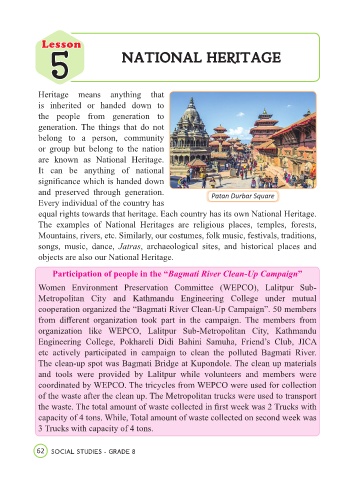 Lesson
5
NATIONAL HERITAGE
Heritage means anything that
is inherited or handed down to
the people from generation to
generation. The things that do not
belong to a person, community
or group but belong to the nation
are known as National Heritage.
It can be anything of national
significance which is handed down
and preserved through generation.
Every individual of the country has
Patan Durbar Square
equal rights towards that heritage. Each country has its own National Heritage.
The examples of National Heritages are religious places, temples, forests,
Mountains, rivers, etc. Similarly, our costumes, folk music, festivals, traditions,
songs, music, dance, Jatras, archaeological sites, and historical places and
objects are also our National Heritage.
Participation of people in the “Bagmati River Clean-Up Campaign”
Women Environment Preservation Committee (WEPCO), Lalitpur Sub-
Metropolitan City and Kathmandu Engineering College under mutual
cooperation organized the “Bagmati River Clean-Up Campaign”. 50 members
from different organization took part in the campaign. The members from
organization like WEPCO, Lalitpur Sub-Metropolitan City, Kathmandu
Engineering College, Pokhareli Didi Bahini Samuha, Friend’s Club, JICA
etc actively participated in campaign to clean the polluted Bagmati River.
The clean-up spot was Bagmati Bridge at Kupondole. The clean up materials
and tools were provided by Lalitpur while volunteers and members were
coordinated by WEPCO. The tricycles from WEPCO were used for collection
of the waste after the clean up. The Metropolitan trucks were used to transport
the waste. The total amount of waste collected in first week was 2 Trucks with
capacity of 4 tons. While, Total amount of waste collected on second week was
3 Trucks with capacity of 4 tons.
62 SOCIAL STUDIES - GRADE 8